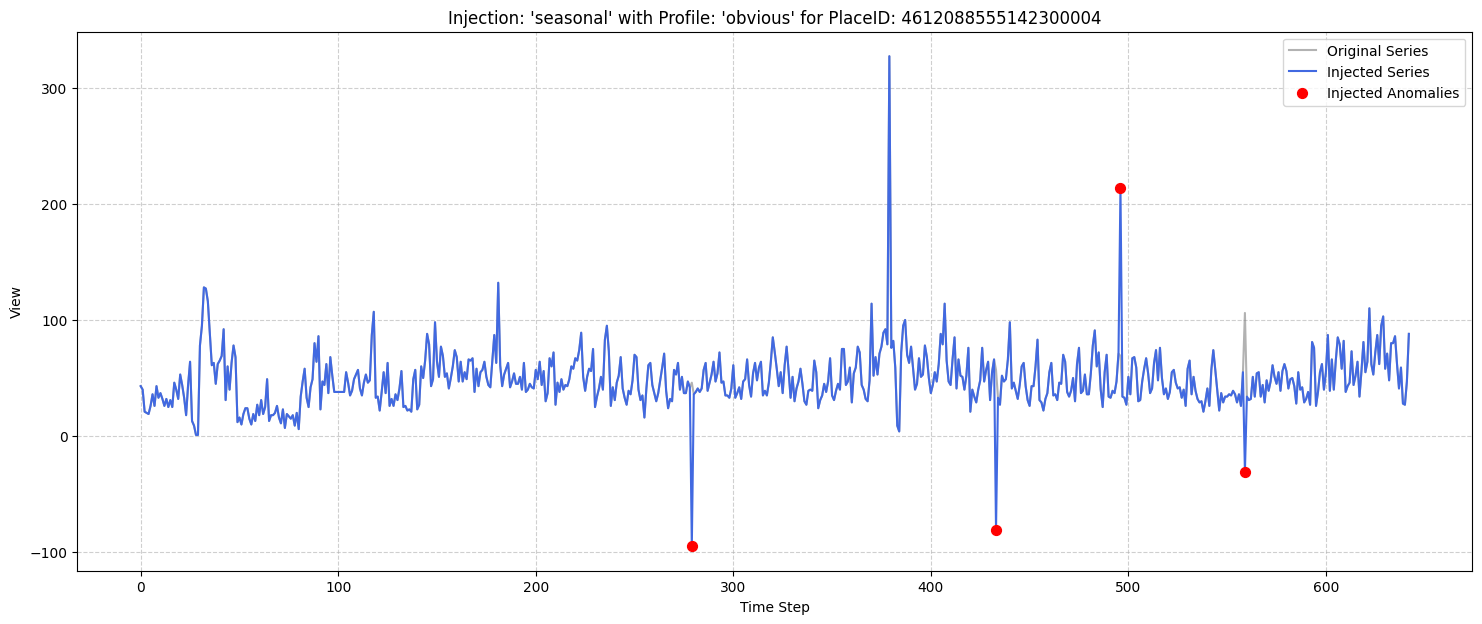 Injection: 'seasonal' with Profile: 'obvious' for PlaceID: 4612088555142300004
Original Series
Injected Series
Injected Anomalies
300
200
100
0
−100
View
0 100 200 300 400 500 600
Time Step